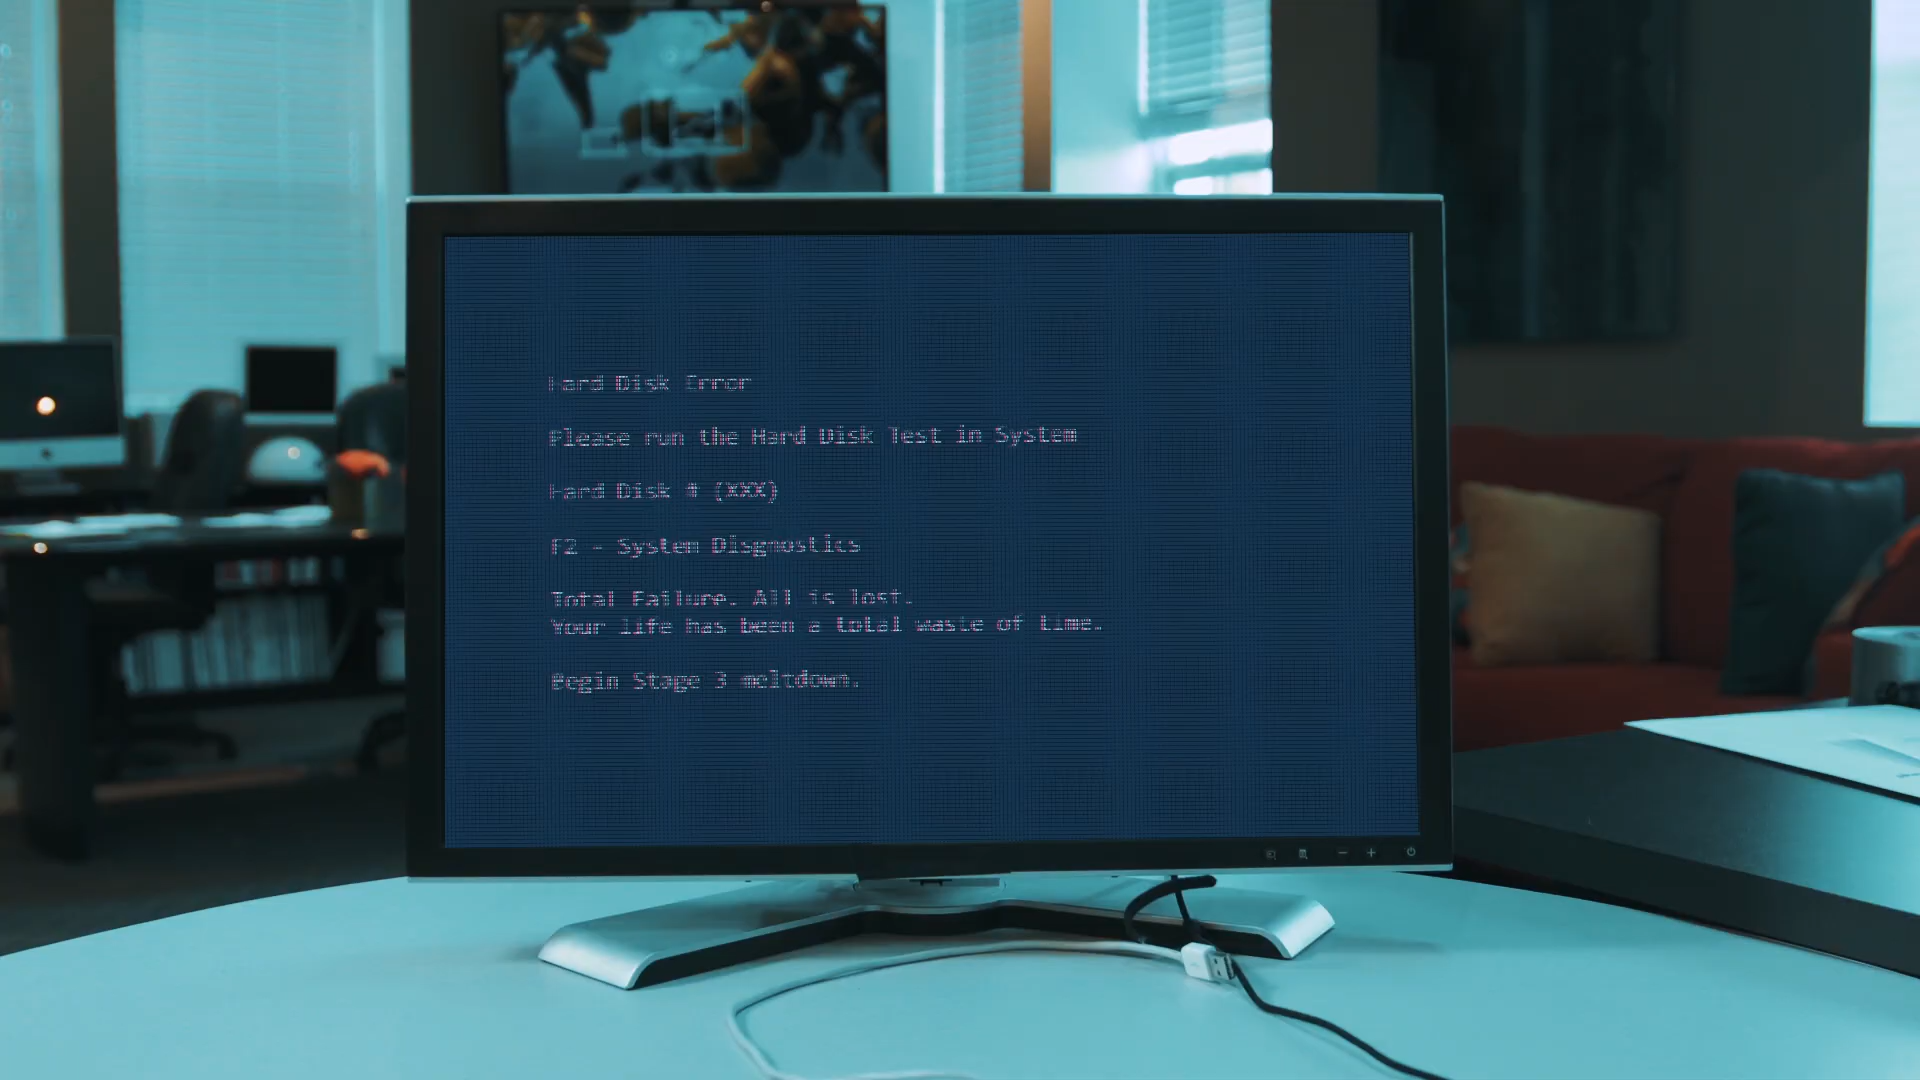 Hard Disk Error
Please run the Hard Disk Test in System
Hard Disk # (XXX)
F2 - System Disgnostics
Total Failure. All is lost.
Your life has been a total waste of time.
Begin Stage 3 meltdown.